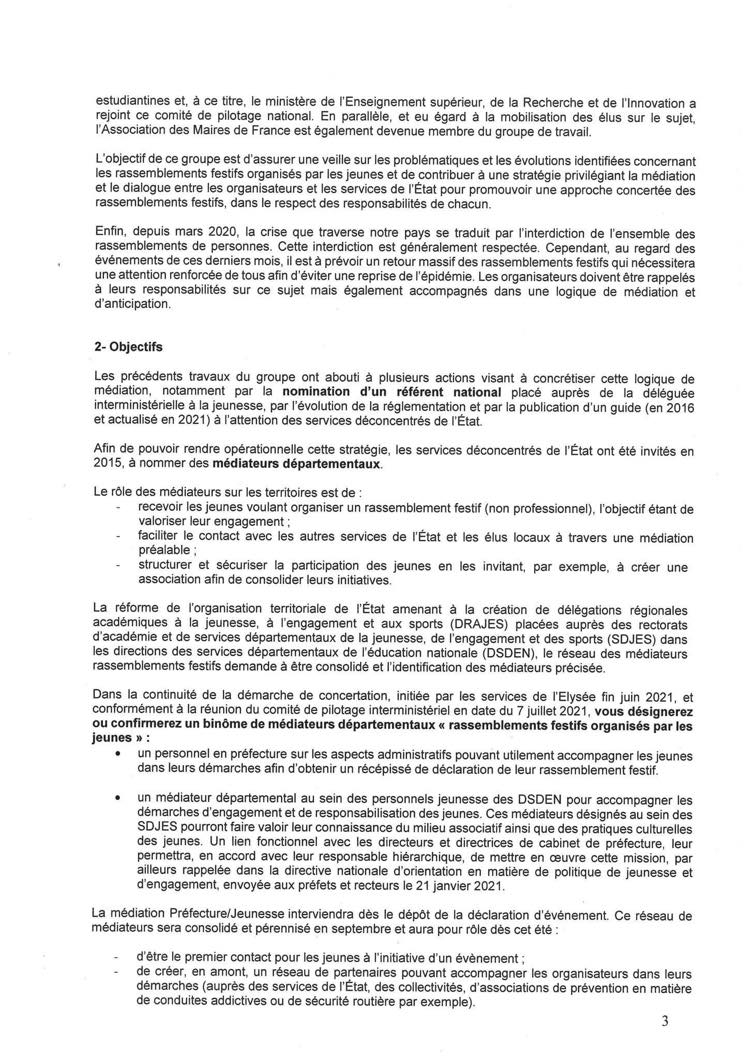 estudiantines et, à ce titre, le ministère de l'Enseignement supérieur, de la Recherche et de l'Innovation a
rejoint ce comité de pilotage national. En parallèle, et eu égard à la mobilisation des élus sur le sujet,
l'Association des Maires de France est également devenue membre du groupe de travail.
L'objectif de ce groupe est d'assurer une veille sur les problématiques et les évolutions identifiées concernant
les rassemblements festifs organisés par les jeunes et de contribuer à une stratégie privilégiant la médiation
et le dialogue entre les organisateurs et les services de l'État pour promouvoir une approche concertée des
rassemblements festifs, dans le respect des responsabilités de chacun.
Enfin, depuis mars 2020, la crise que traverse notre pays se traduit par l'interdiction de l'ensemble des
rassemblements de personnes. Cette interdiction est généralement respectée. Cependant, au regard des
événements de ces derniers mois, il est à prévoir un retour massif des rassemblements festifs qui nécessitera
une attention renforcée de tous afin d'éviter une reprise de l'épidémie. Les organisateurs doivent être rappelés
à leurs responsabilités sur ce sujet mais également accompagnés dans une logique de médiation et
d'anticipation.
2- Objectifs
Les précédents travaux du groupe ont abouti à plusieurs actions visant à concrétiser cette logique de
médiation, notamment par la nomination d'un référent national placé auprès de la déléguée
interministérielle à la jeunesse, par l'évolution de la réglementation et par la publication d'un guide (en 2016
et actualisé en 2021) à l'attention des services déconcentrés de l'État.
Afin de pouvoir rendre opérationnelle cette stratégie, les services déconcentrés de l'État ont été invités en
2015, à nommer des médiateurs départementaux.
Le rôle des médiateurs sur les territoires est de :
- recevoir les jeunes voulant organiser un rassemblement festif (non professionnel), l'objectif étant de
valoriser leur engagement ;
- faciliter le contact avec les autres services de l'État et les élus locaux à travers une médiation
préalable ;
- structurer et sécuriser la participation des jeunes en les invitant, par exemple, à créer une
association afin de consolider leurs initiatives.
La réforme de l'organisation territoriale de l'État amenant à la création de délégations régionales
académiques à la jeunesse, à l'engagement et aux sports (DRAJES) placées auprès des rectorats
d'académie et de services départementaux de la jeunesse, de l'engagement et des sports (SDJES) dans
les directions des services départementaux de l'éducation nationale (DSDEN), le réseau des médiateurs
rassemblements festifs demande à être consolidé et l'identification des médiateurs précisée.
Dans la continuité de la démarche de concertation, initiée par les services de l'Elysée fin juin 2021, et
conformément à la réunion du comité de pilotage interministériel en date du 7 juillet 2021, vous désignerez
ou confirmerez un binôme de médiateurs départementaux « rassemblements festifs organisés par les
jeunes » :
• un personnel en préfecture sur les aspects administratifs pouvant utilement accompagner les jeunes
dans leurs démarches afin d'obtenir un récépissé de déclaration de leur rassemblement festif.
• un médiateur départemental au sein des personnels jeunesse des DSDEN pour accompagner les
démarches d'engagement et de responsabilisation des jeunes. Ces médiateurs désignés au sein des
SDJES pourront faire valoir leur connaissance du milieu associatif ainsi que des pratiques culturelles
des jeunes. Un lien fonctionnel avec les directeurs et directrices de cabinet de préfecture, leur
permettra, en accord avec leur responsable hiérarchique, de mettre en œuvre cette mission, par
ailleurs rappelée dans la directive nationale d'orientation en matière de politique de jeunesse et
d'engagement, envoyée aux préfets et recteurs le 21 janvier 2021.
La médiation Préfecture/Jeunesse interviendra dès le dépôt de la déclaration d'événement. Ce réseau de
médiateurs sera consolidé et pérennisé en septembre et aura pour rôle dès cet été :
- d'être le premier contact pour les jeunes à l'initiative d'un évènement ;
- de créer, en amont, un réseau de partenaires pouvant accompagner les organisateurs dans leurs
démarches (auprès des services de l'État, des collectivités, d'associations de prévention en matière
de conduites addictives ou de sécurité routière par exemple).
3